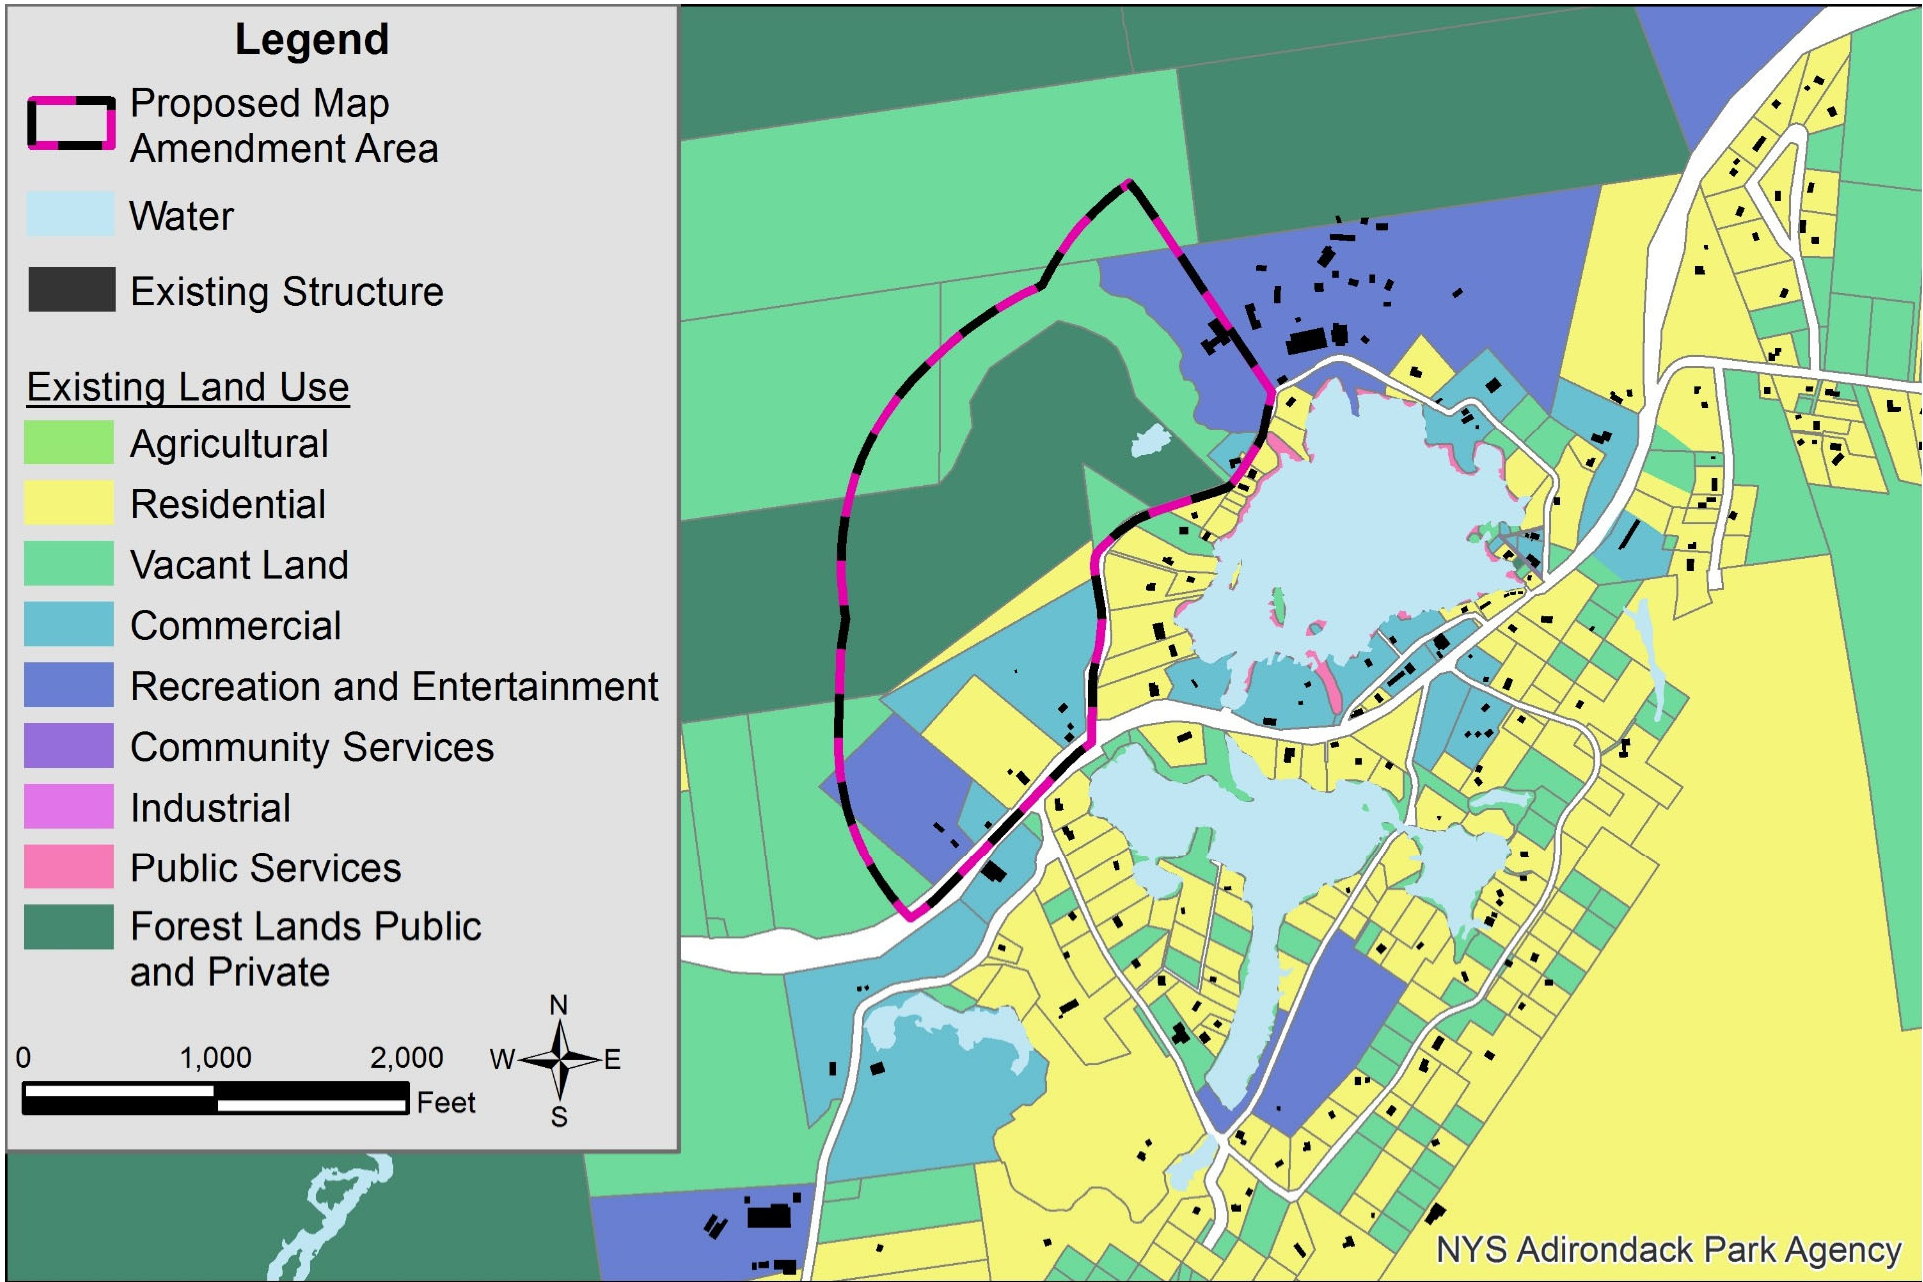 Legend
Proposed Map
Amendment Area
Water
Existing Structure
Existing Land Use
Agricultural
Residential
Vacant Land
Commercial
Recreation and Entertainment
Community Services
Industrial
Public Services
Forest Lands Public
and Private
0 1,000 2,000
Feet
N
W E
S
NYS Adirondack Park Agency